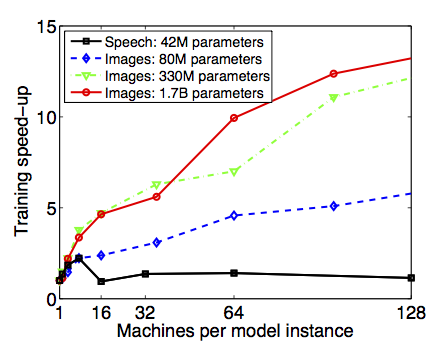 15
10
5
0
Training speed–up
Speech: 42M parameters
Images: 80M parameters
Images: 330M parameters
Images: 1.7B parameters
1 16 32 64 128
Machines per model instance